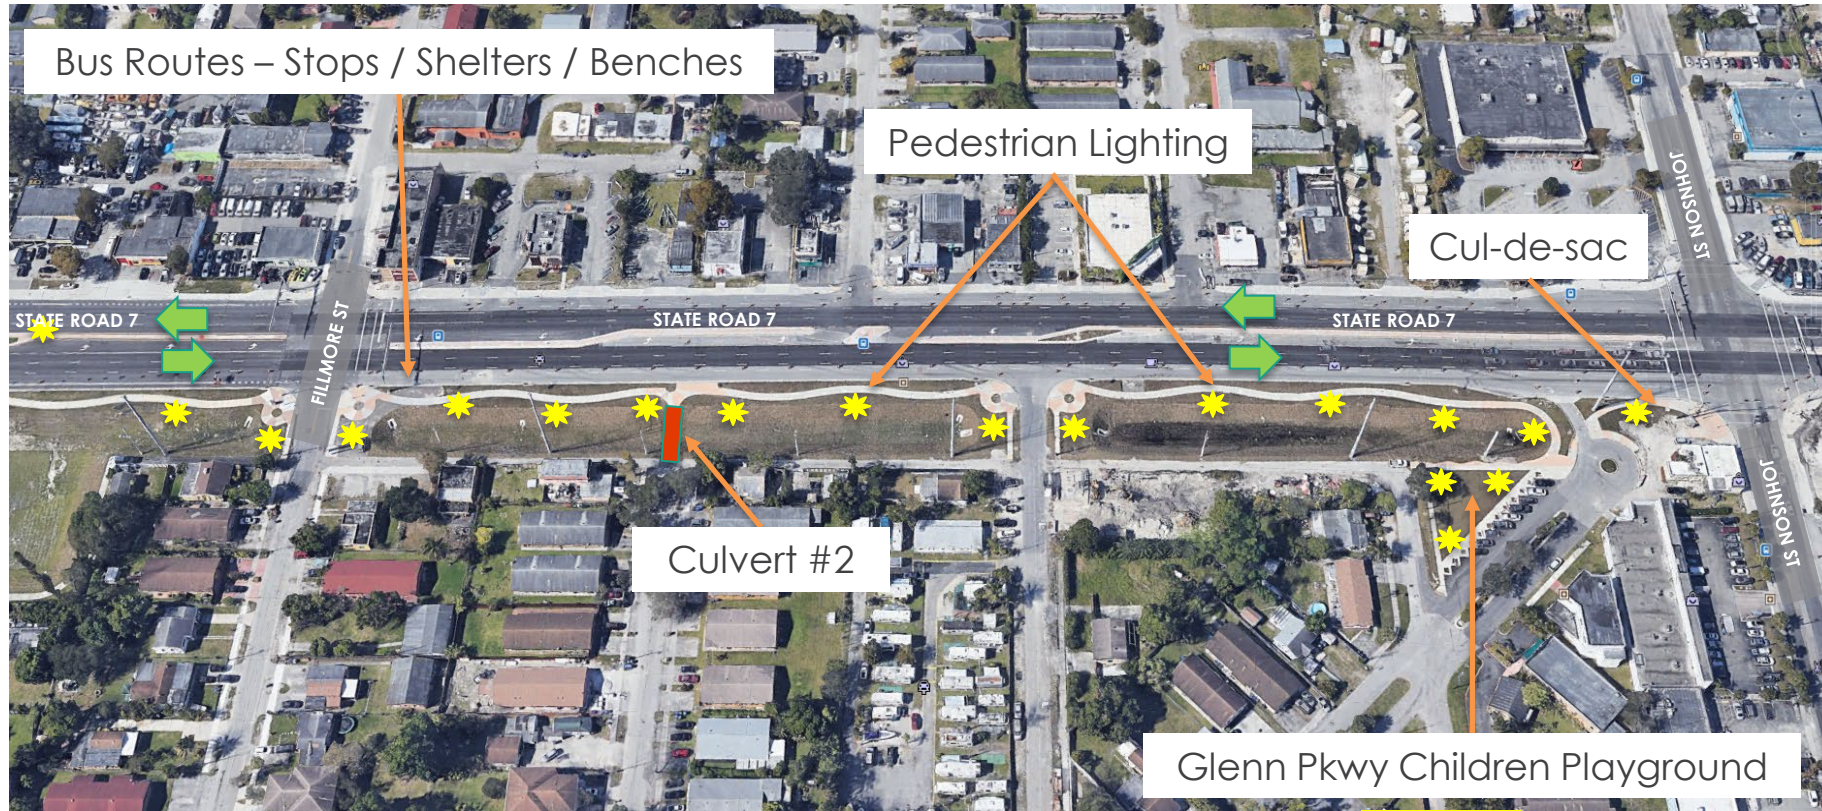 Bus Routes – Stops / Shelters / Benches
Pedestrian Lighting
JOHNSON ST
Cul-de-sac
STATE ROAD 7
STATE ROAD 7
STATE ROAD 7
FILLMORE ST
JOHNSON ST
Culvert #2
Glenn Pkwy Children Playground